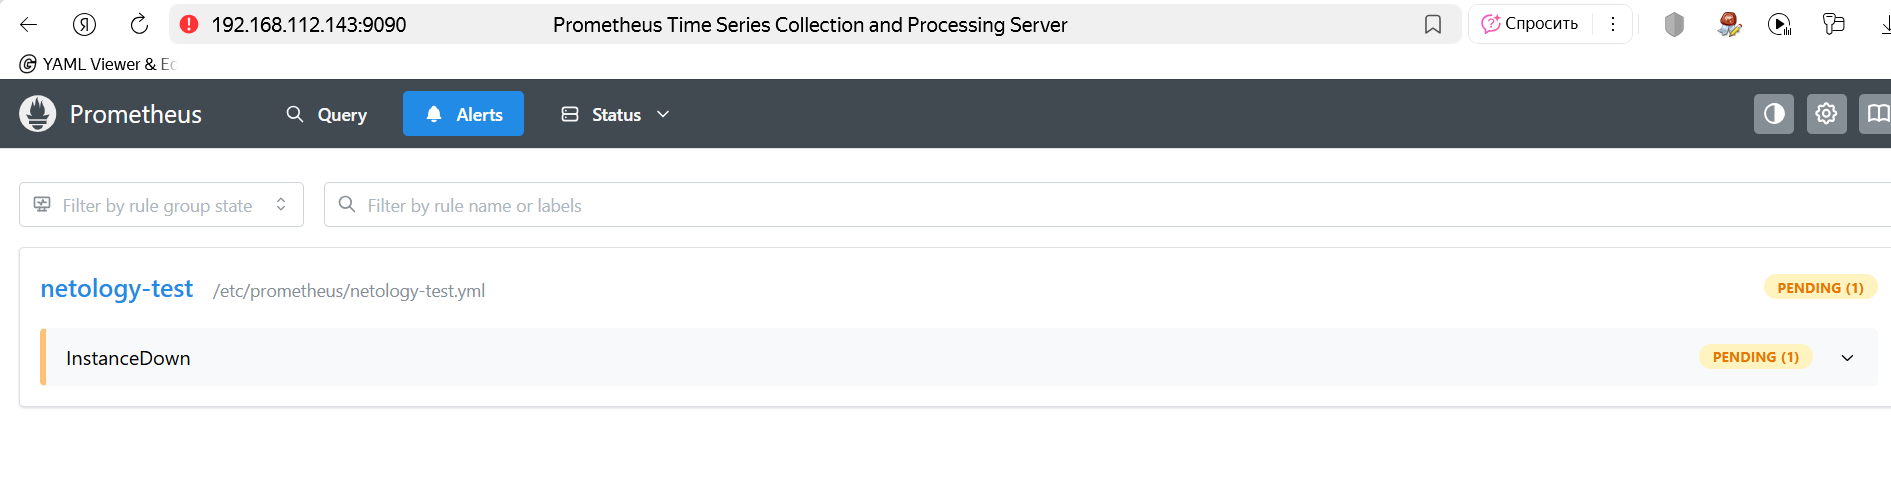 192.168.112.143:9090 Prometheus Time Series Collection and Processing Server Спросить
YAML Viewer &
Prometheus Query Alerts Status
Filter by rule group state Filter by rule name or labels
netology-test /etc/prometheus/netology-test.yml PENDING (1)
InstanceDown PENDING (1)